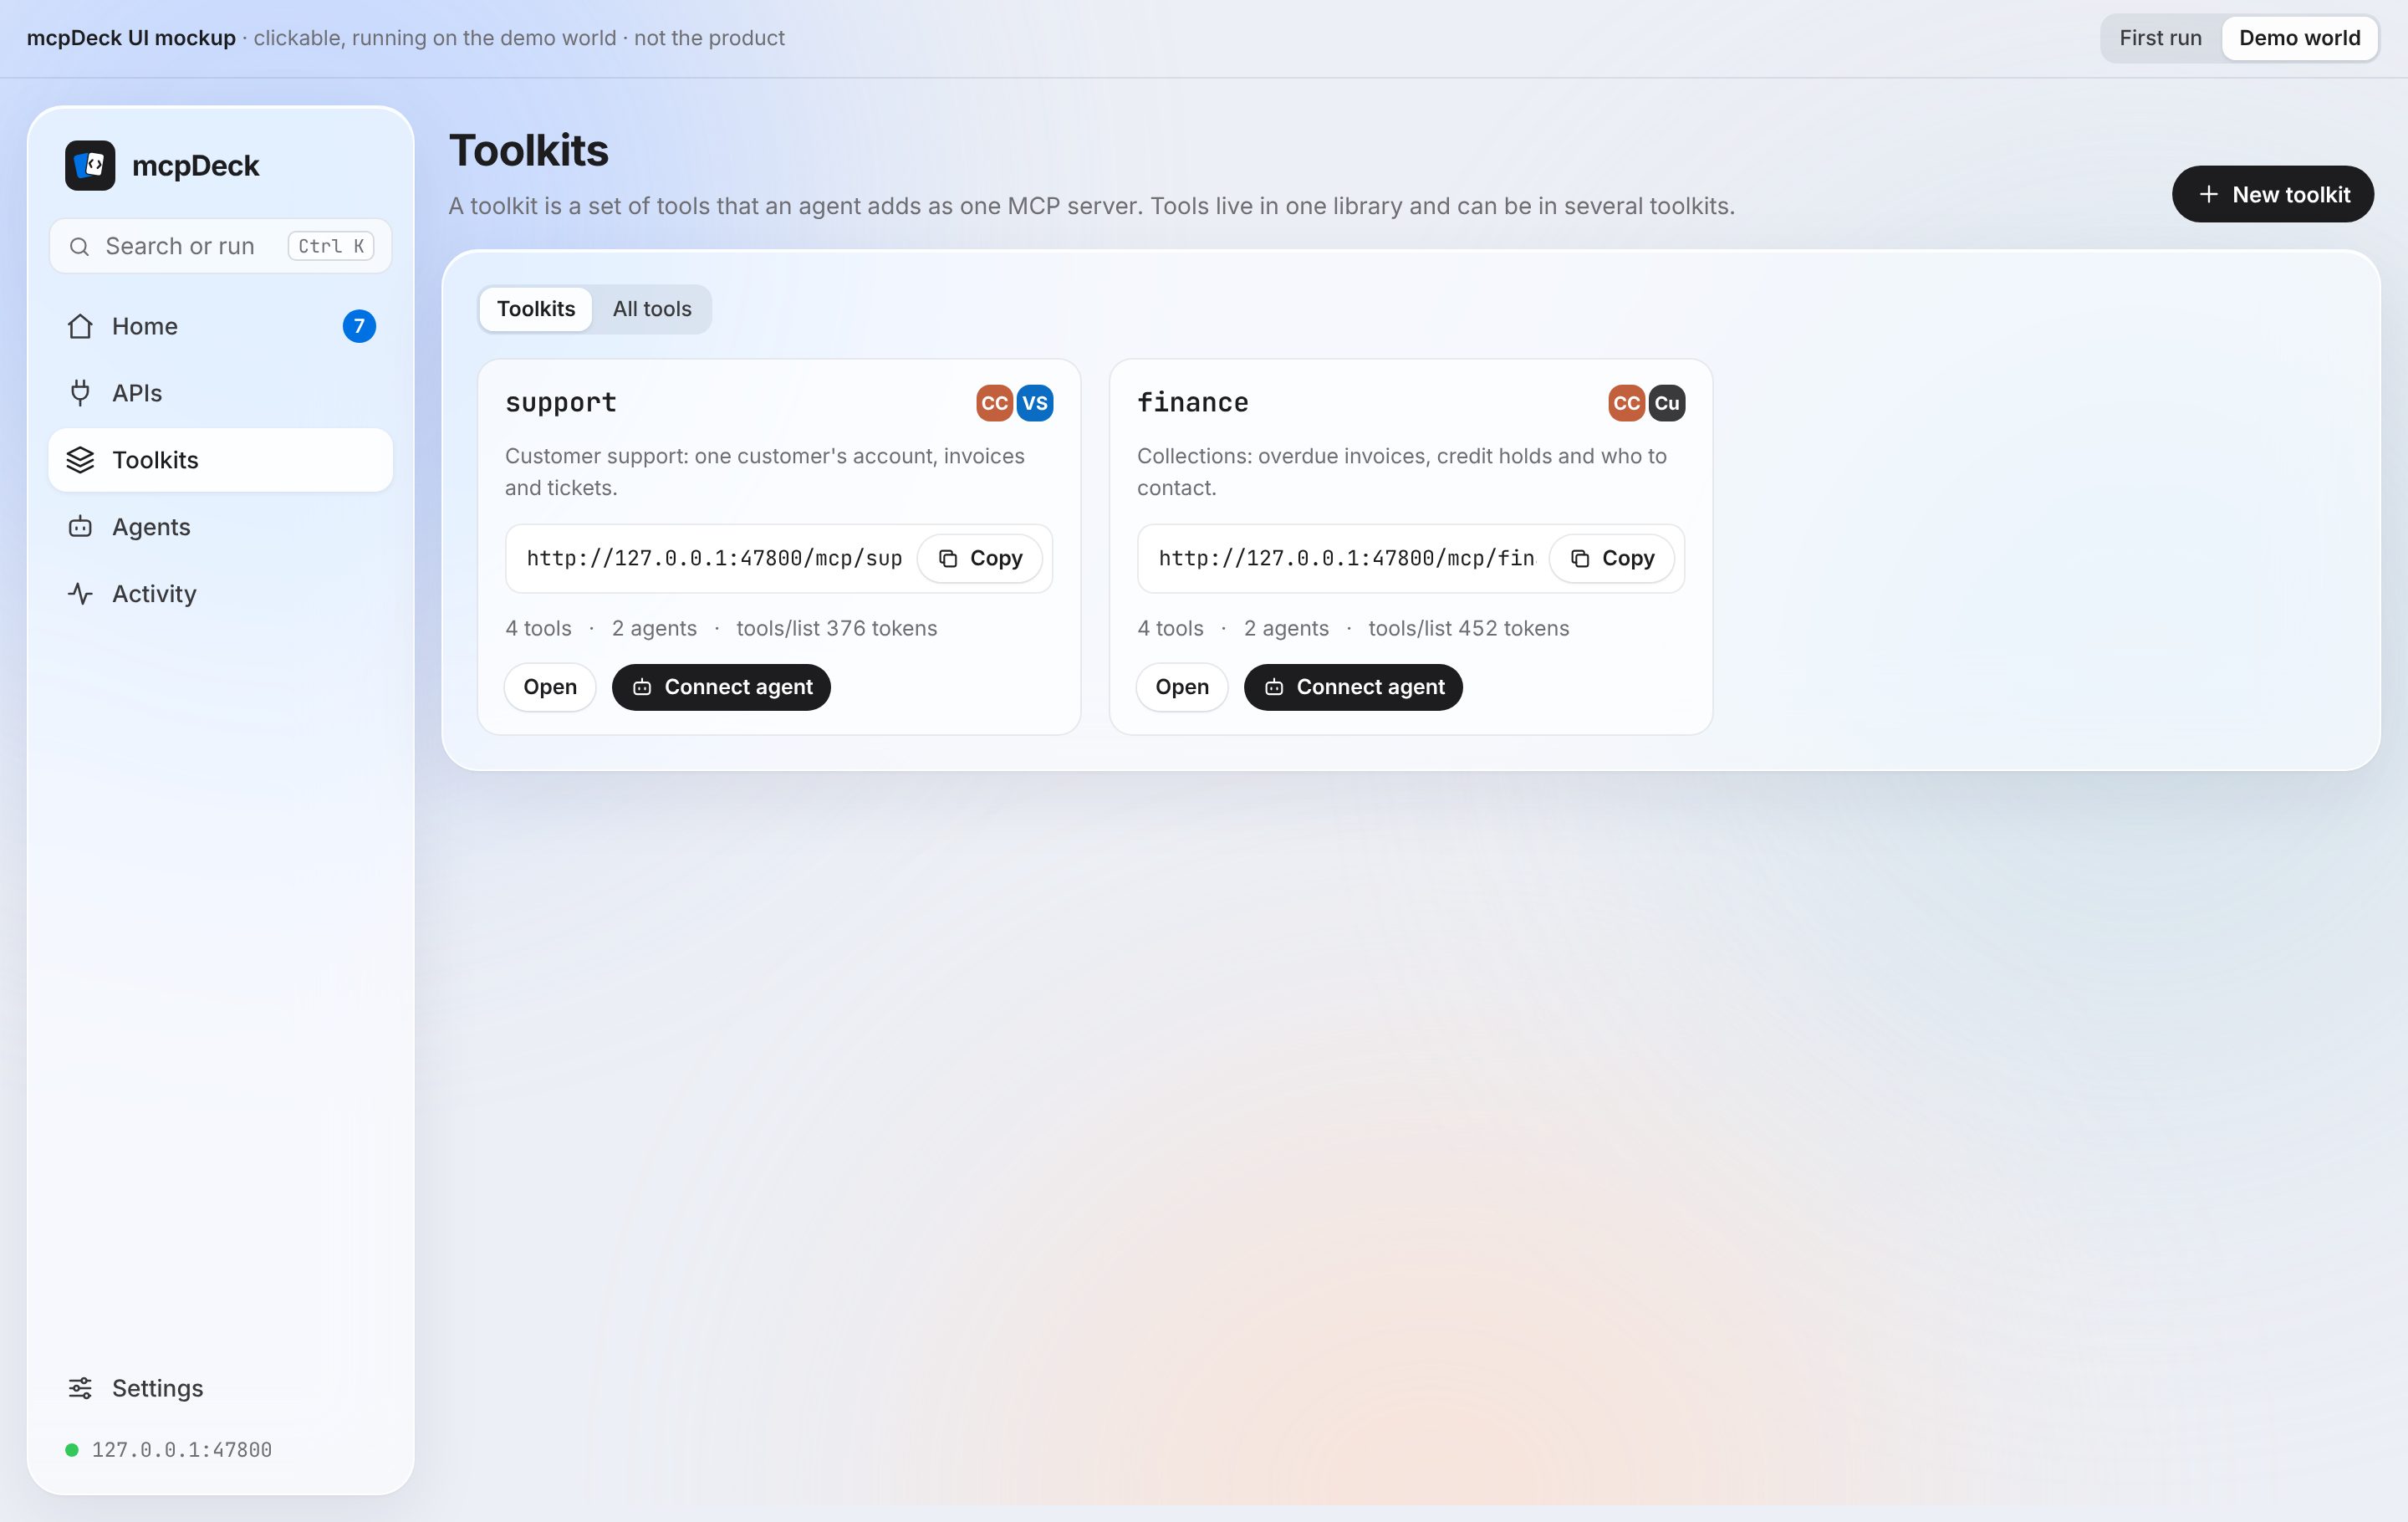 mcpDeck UI mockup · clickable, running on the demo world · not the product
First run
Demo world
mcpDeck
Search or run
Ctrl K
Home
7
APIs
Toolkits
Agents
Activity
Settings
127.0.0.1:47800
Toolkits
A toolkit is a set of tools that an agent adds as one MCP server. Tools live in one library and can be in several toolkits.
New toolkit
Toolkits
All tools
support
CC
VS
Customer support: one customer's account, invoices
and tickets.
http://127.0.0.1:47800/mcp/sup
Copy
4 tools · 2 agents · tools/list 376 tokens
Open
Connect agent
finance
CC
Cu
Collections: overdue invoices, credit holds and who to
contact.
http://127.0.0.1:47800/mcp/fin
Copy
4 tools · 2 agents · tools/list 452 tokens
Open
Connect agent